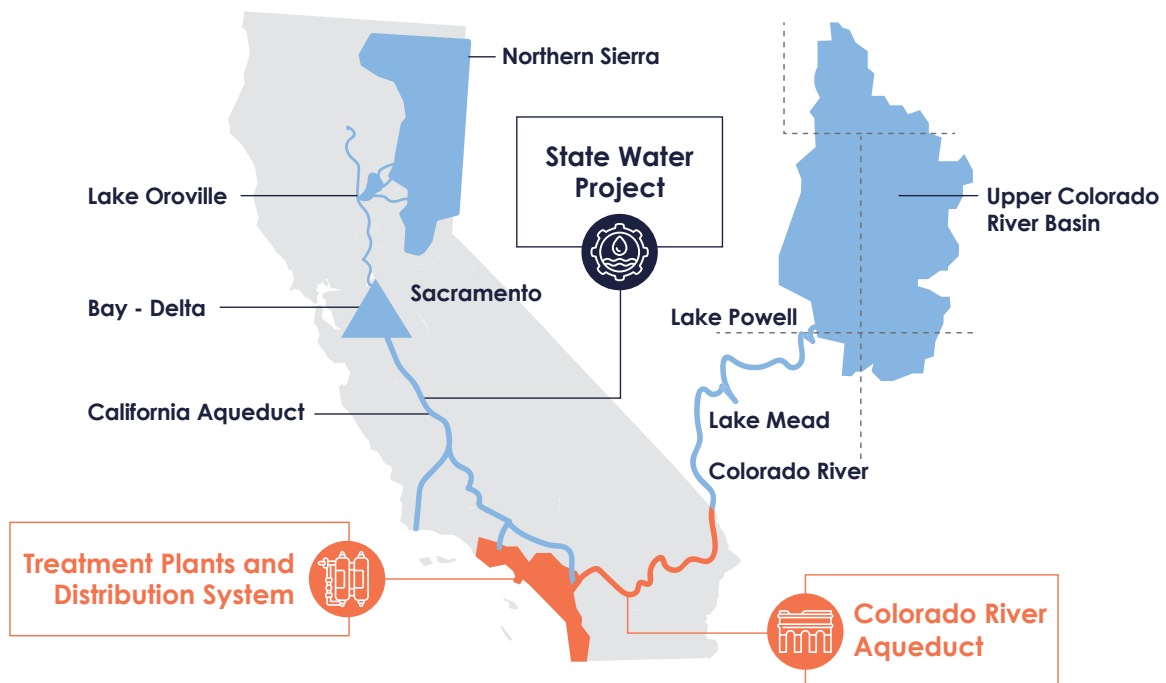 Northern Sierra
State Water
Project
Lake Oroville
Upper Colorado
River Basin
Sacramento
Bay - Delta
Lake Powell
California Aqueduct
Lake Mead
Colorado River
Treatment Plants and
Distribution System
Colorado River
Aqueduct